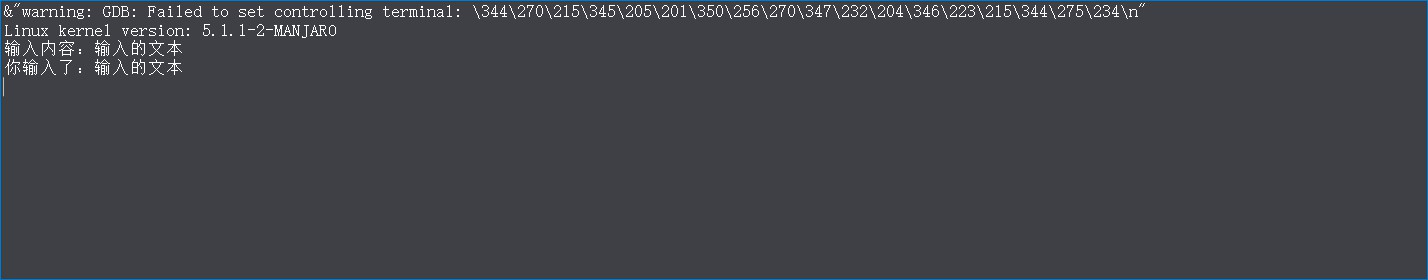 &"warning: GDB: Failed to set controlling terminal: \344\270\215\345\205\201\350\256\270\347\232\204\346\223\215\344\275\234\n"
Linux kernel version: 5.1.1-2-MANJARO
输入内容：输入的文本
你输入了：输入的文本